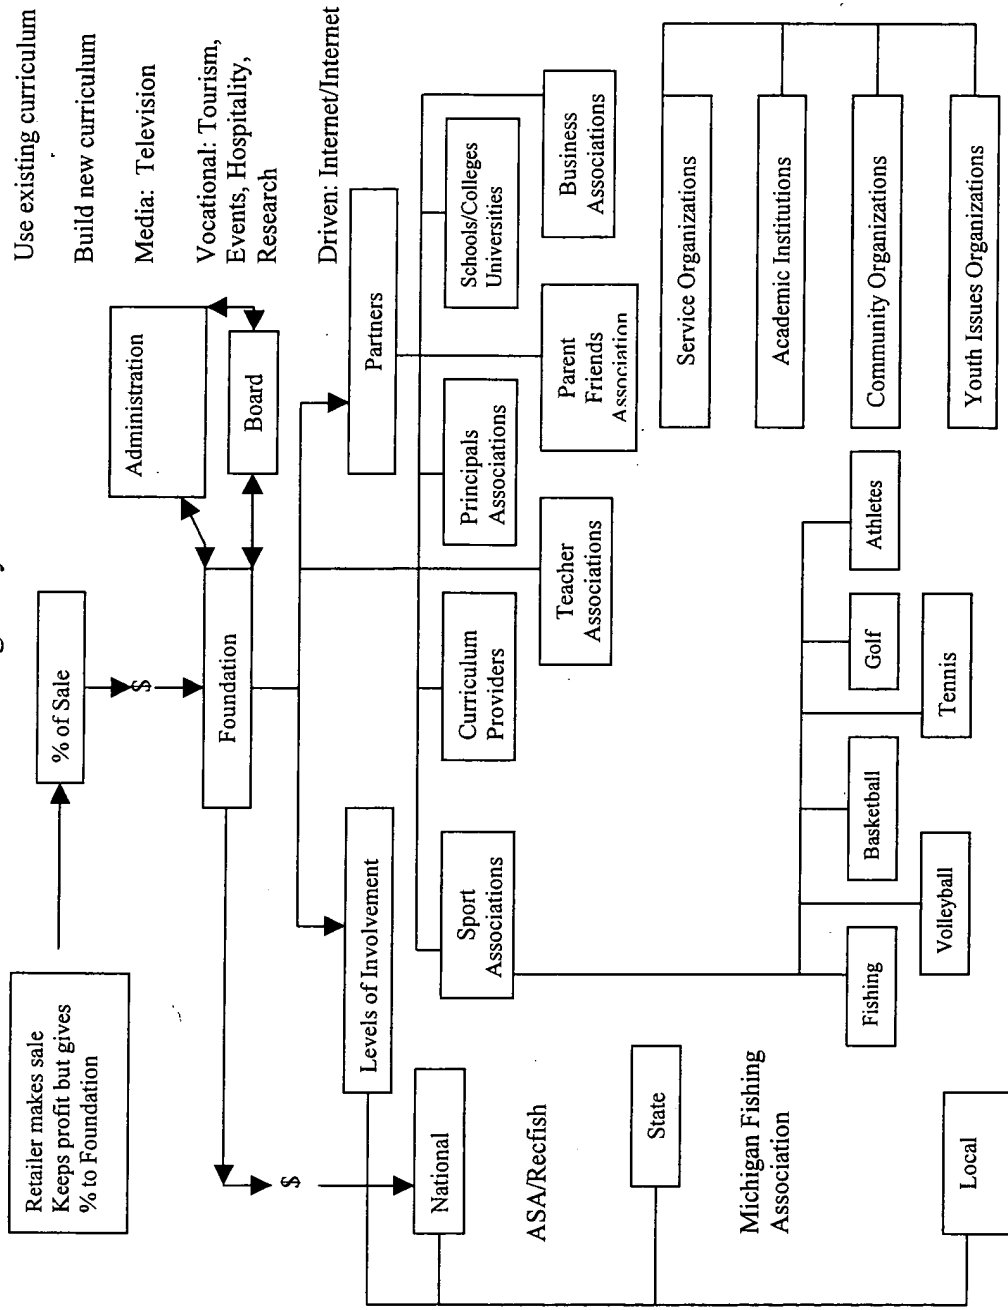 Use existing curriculum
Build new curriculum
Media: Television
Vocational: Tourism,
Events, Hospitality,
Research
Driven: Internet/Internet
Retailer makes sale
Keeps profit but gives
% to Foundation
% of Sale
$
Administration
Foundation
Board
$
Levels of Involvement
Partners
National
Sport
Associations
Curriculum
Providers
Principals
Associations
Schools/Colleges
Universities
Teacher
Associations
Parent
Friends
Association
Business
Associations
ASA/Recfish
State
Michigan Fishing
Association
Local
Fishing
Volleyball
Basketball
Tennis
Golf
Athletes
Service Organizations
Academic Institutions
Community Organizations
Youth Issues Organizations